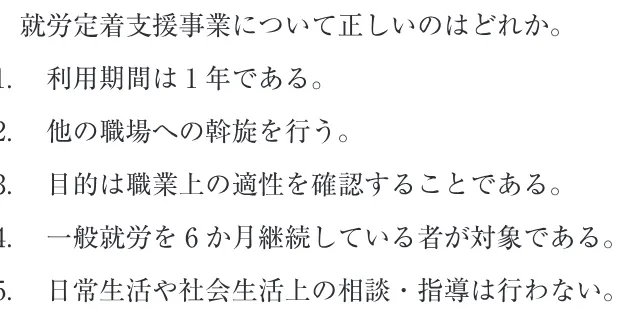 就労定着支援事業について正しいのはどれか。
1. 利用期間は1年である。
2. 他の職場への斡旋を行う。
3. 目的は職業上の適性を確認することである。
4. 一般就労を6か月継続している者が対象である。
5. 日常生活や社会生活上の相談・指導は行わない。